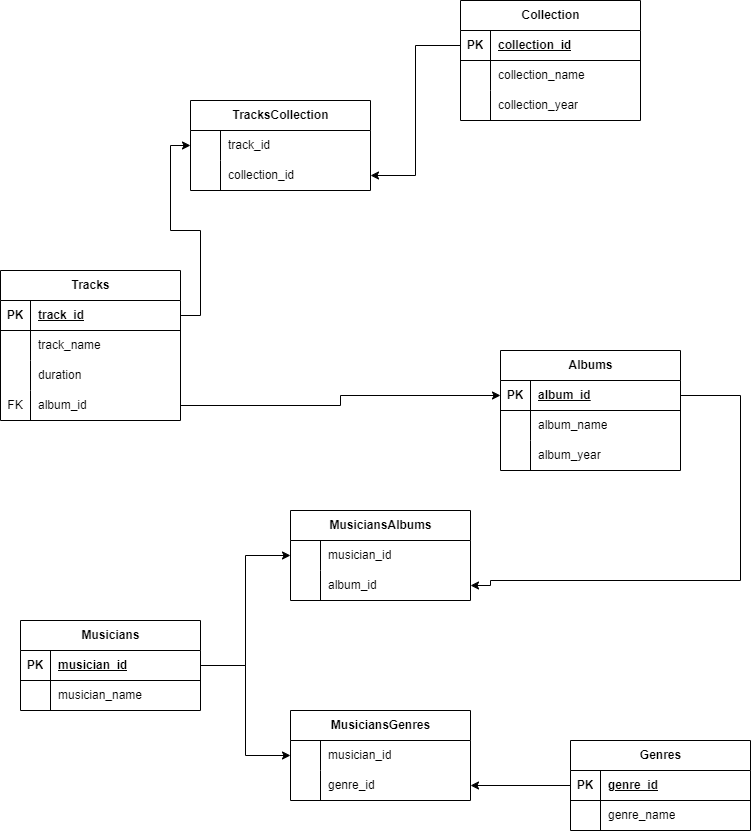 Collection
PK collection_id
collection_name
collection_year
TracksCollection
track_id
collection_id
Tracks
PK track_id
track_name
duration
FK album_id
Albums
PK album_id
album_name
album_year
MusiciansAlbums
musician_id
album_id
Musicians
PK musician_id
musician_name
MusiciansGenres
musician_id
genre_id
Genres
PK genre_id
genre_name